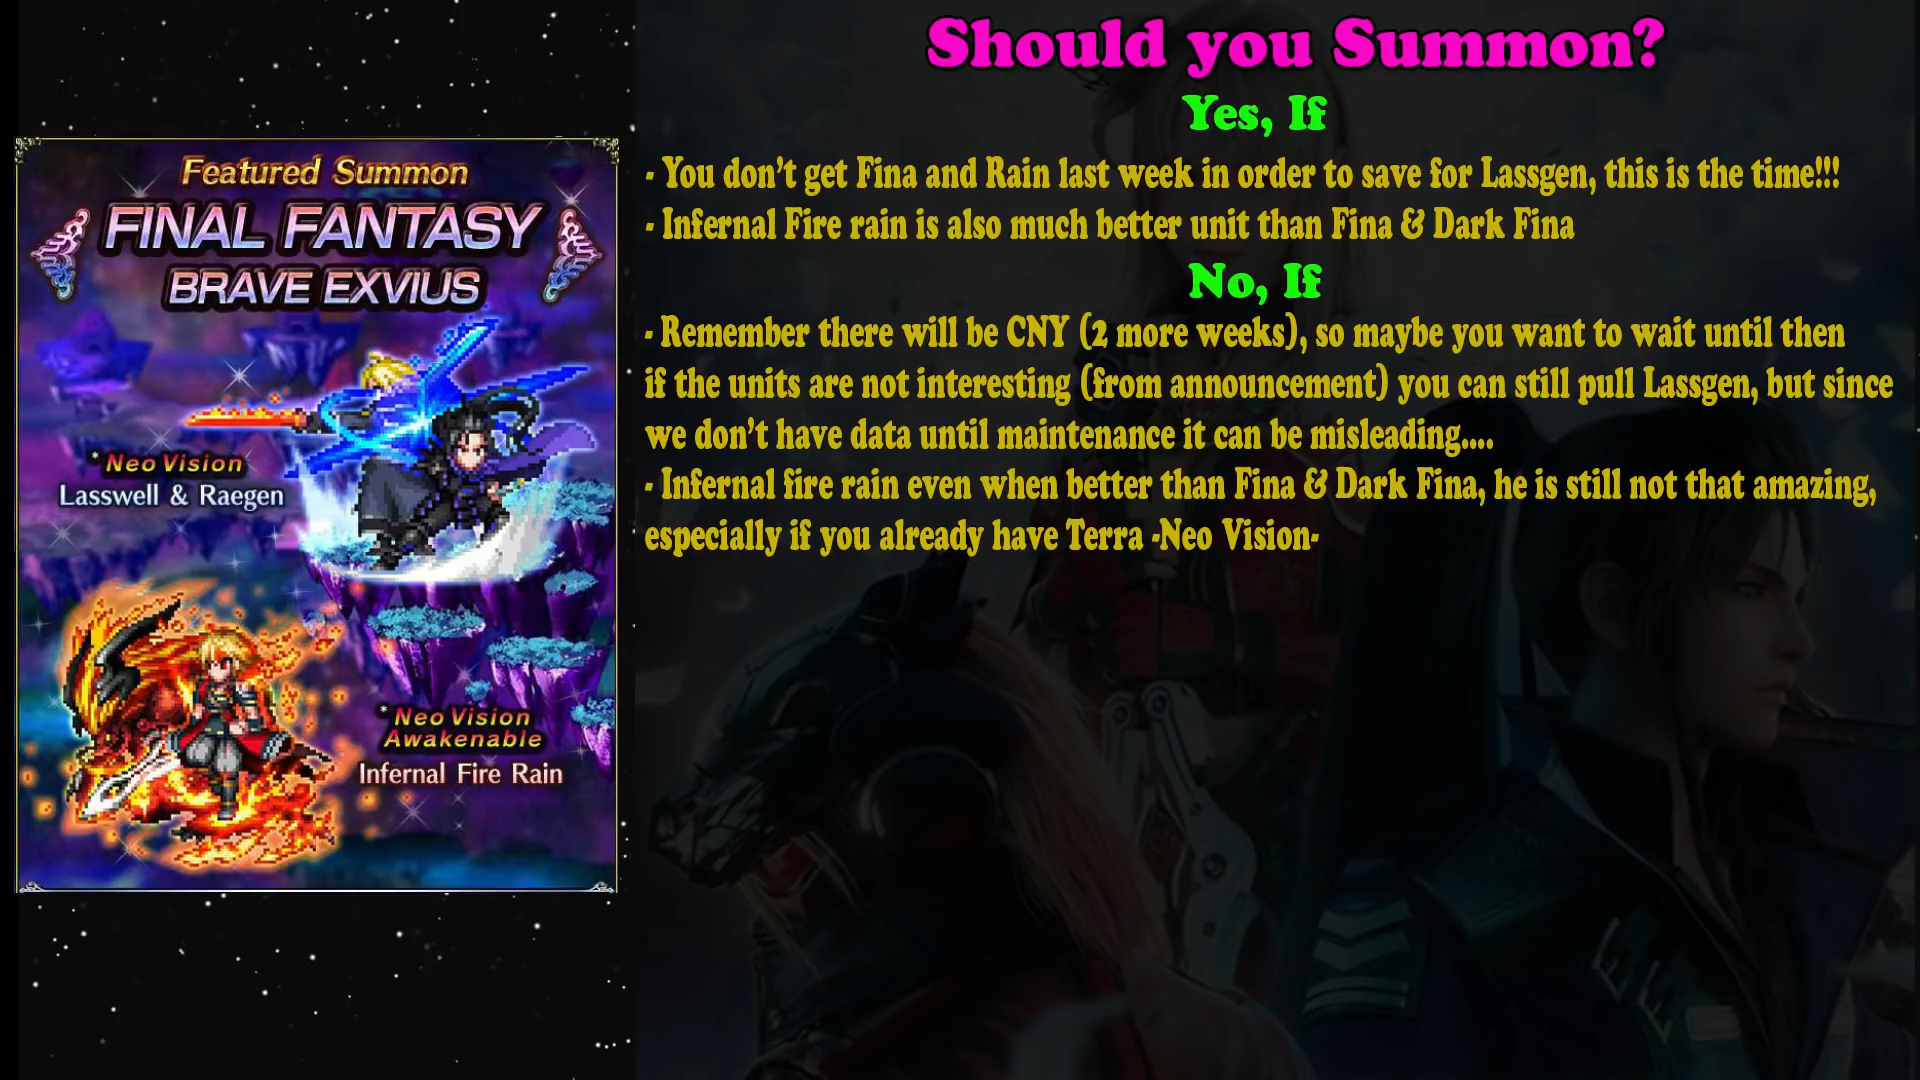 Should you Summon?
Yes, If
- You don't get Fina and Rain last week in order to save for Lassgen, this is the time!!!
- Infernal Fire rain is also much better unit than Fina & Dark Fina
No, If
- Remember there will be CNY (2 more weeks), so maybe you want to wait until then
if the units are not interesting (from announcement) you can still pull Lassgen, but since
we don't have data until maintenance it can be misleading....
- Infernal fire rain even when better than Fina & Dark Fina, he is still not that amazing,
especially if you already have Terra -Neo Vision-
Featured Summon
FINAL FANTASY
BRAVE EXVIUS
* Neo Vision
Lasswell & Raegen
* Neo Vision
Awakenable
Infernal Fire Rain